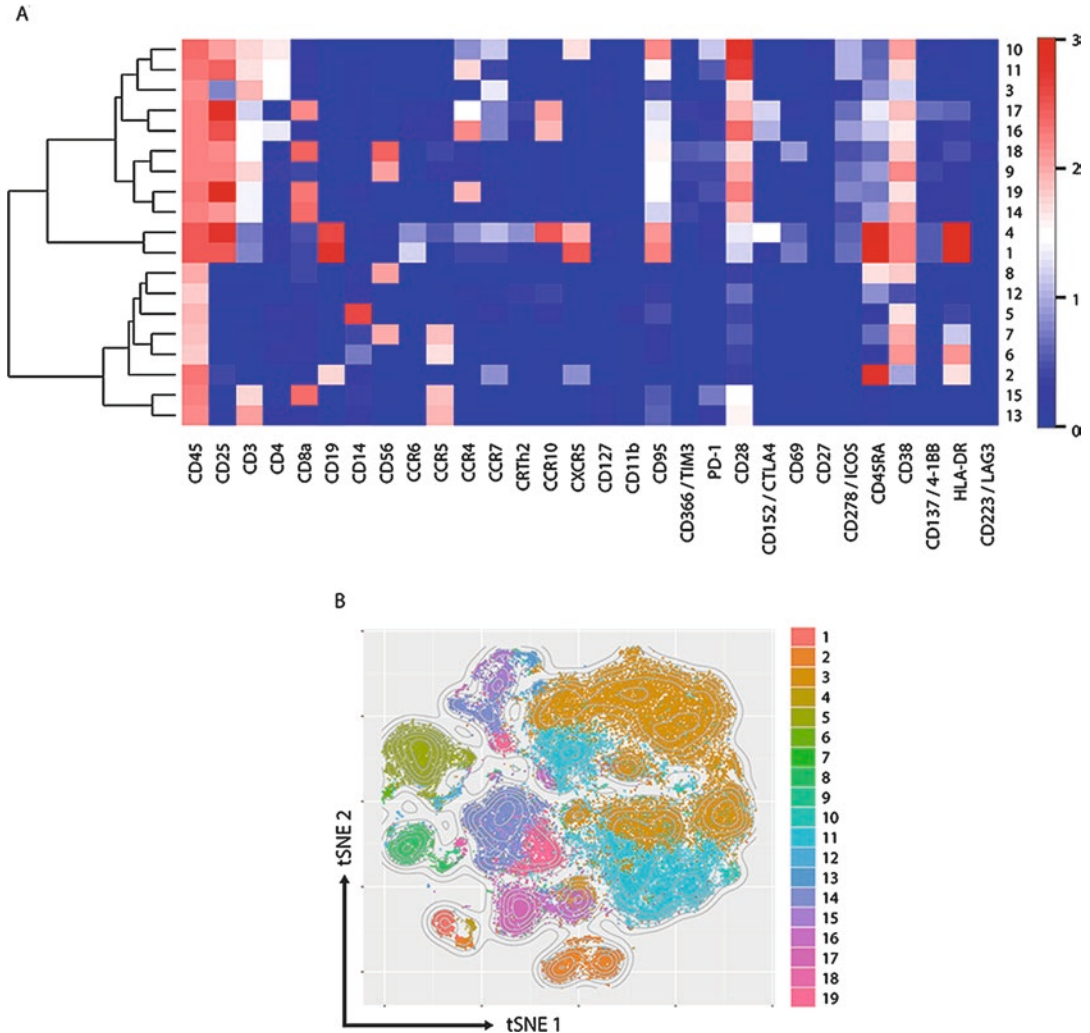 A
10
11
3
17
16
18
9
19
14
4
1
8
12
5
7
6
2
15
13
3
2
1
0
CD45
CD25
CD3
CD4
CD8a
CD19
CD14
CD56
CCR6
CCR5
CCR4
CCR7
CRTh2
CCR10
CXCR5
CD127
CD11b
CD95
CD366 / TIM3
PD-1
CD28
CD152 / CTLA4
CD69
CD27
CD278 / ICOS
CD45RA
CD38
CD137 / 4-1BB
HLA-DR
CD223 / LAG3
B
tSNE 2
tSNE 1
1
2
3
4
5
6
7
8
9
10
11
12
13
14
15
16
17
18
19